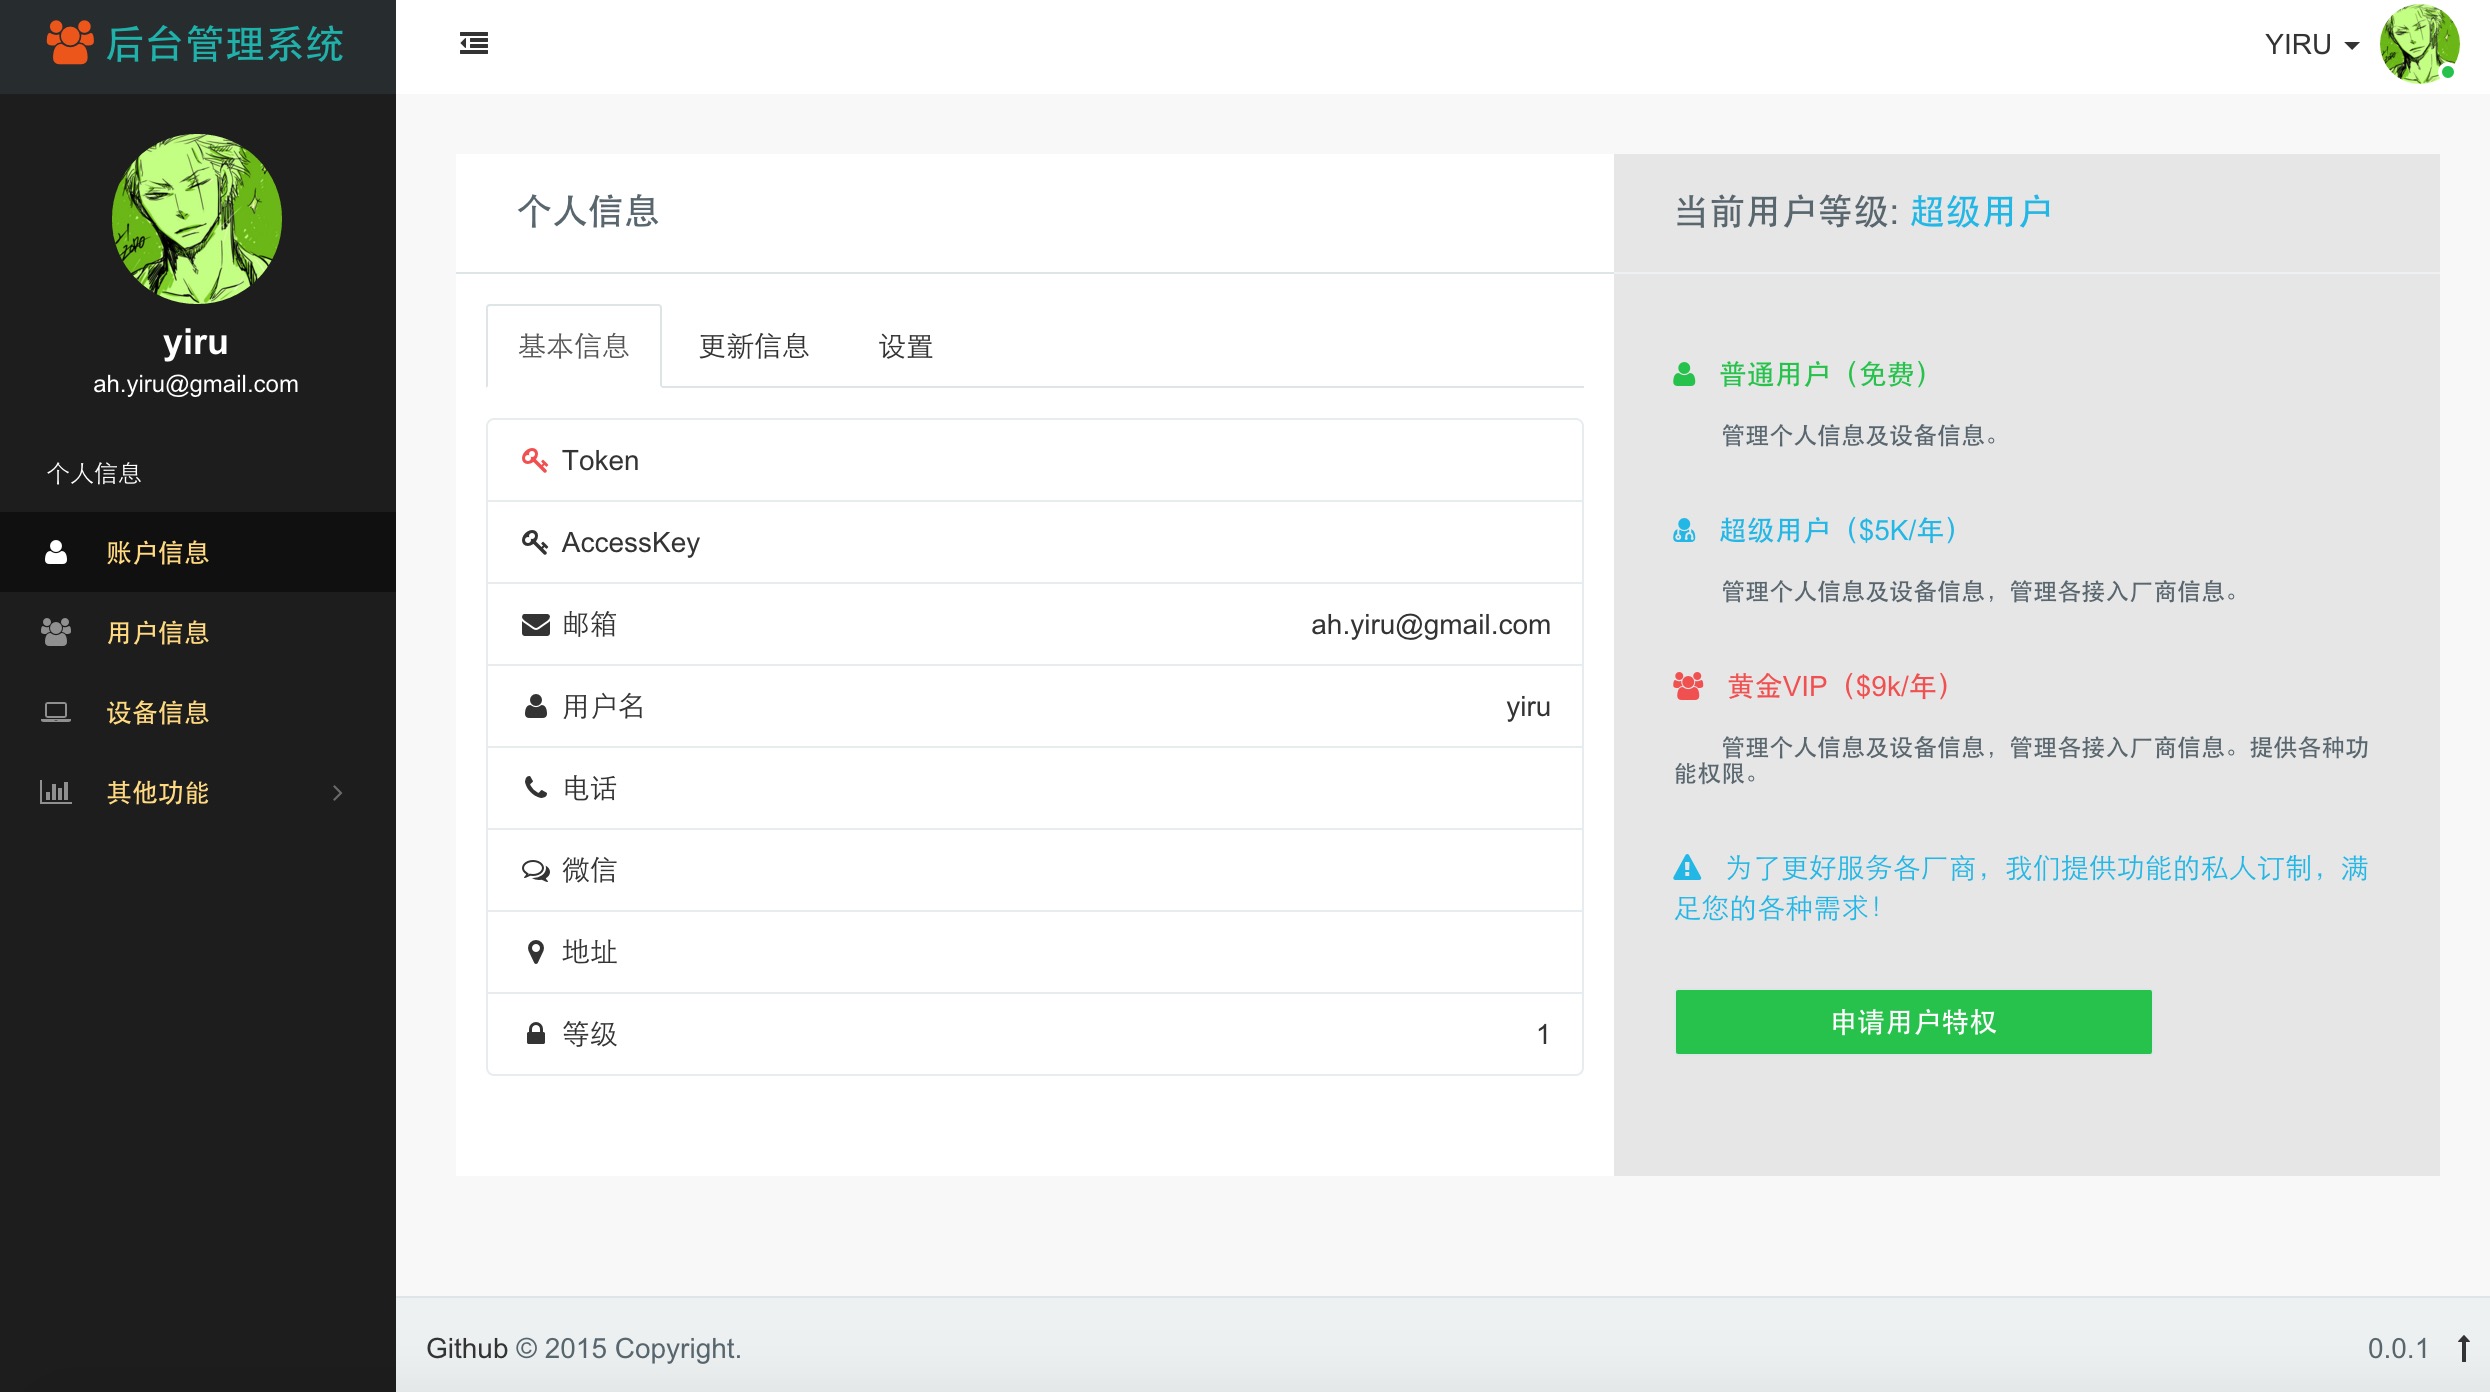 后台管理系统
YIRU
yiru
ah.yiru@gmail.com
个人信息
账户信息
用户信息
设备信息
其他功能
个人信息
基本信息 更新信息 设置
Token
AccessKey
邮箱 ah.yiru@gmail.com
用户名 yiru
电话
微信
地址
等级 1
当前用户等级: 超级用户
普通用户（免费）
管理个人信息及设备信息。
超级用户（$5K/年）
管理个人信息及设备信息，管理各接入厂商信息。
黄金VIP（$9k/年）
管理个人信息及设备信息，管理各接入厂商信息。提供各种功
能权限。
为了更好服务各厂商，我们提供功能的私人订制，满
足您的各种需求！
申请用户特权
Github © 2015 Copyright.
0.0.1